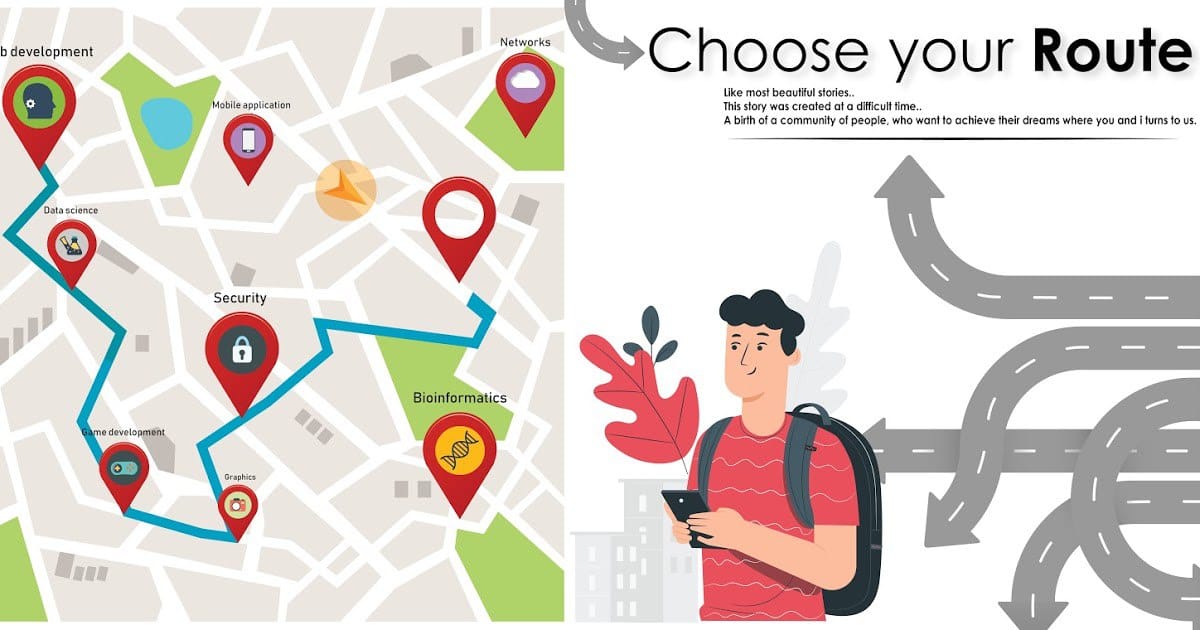 b development
Networks
Mobile application
Data science
Security
Bioinformatics
Game development
Graphics
Choose your Route
Like most beautiful stories..
This story was created at a difficult time..
A birth of a community of people, who want to achieve their dreams where you and i turns to us.